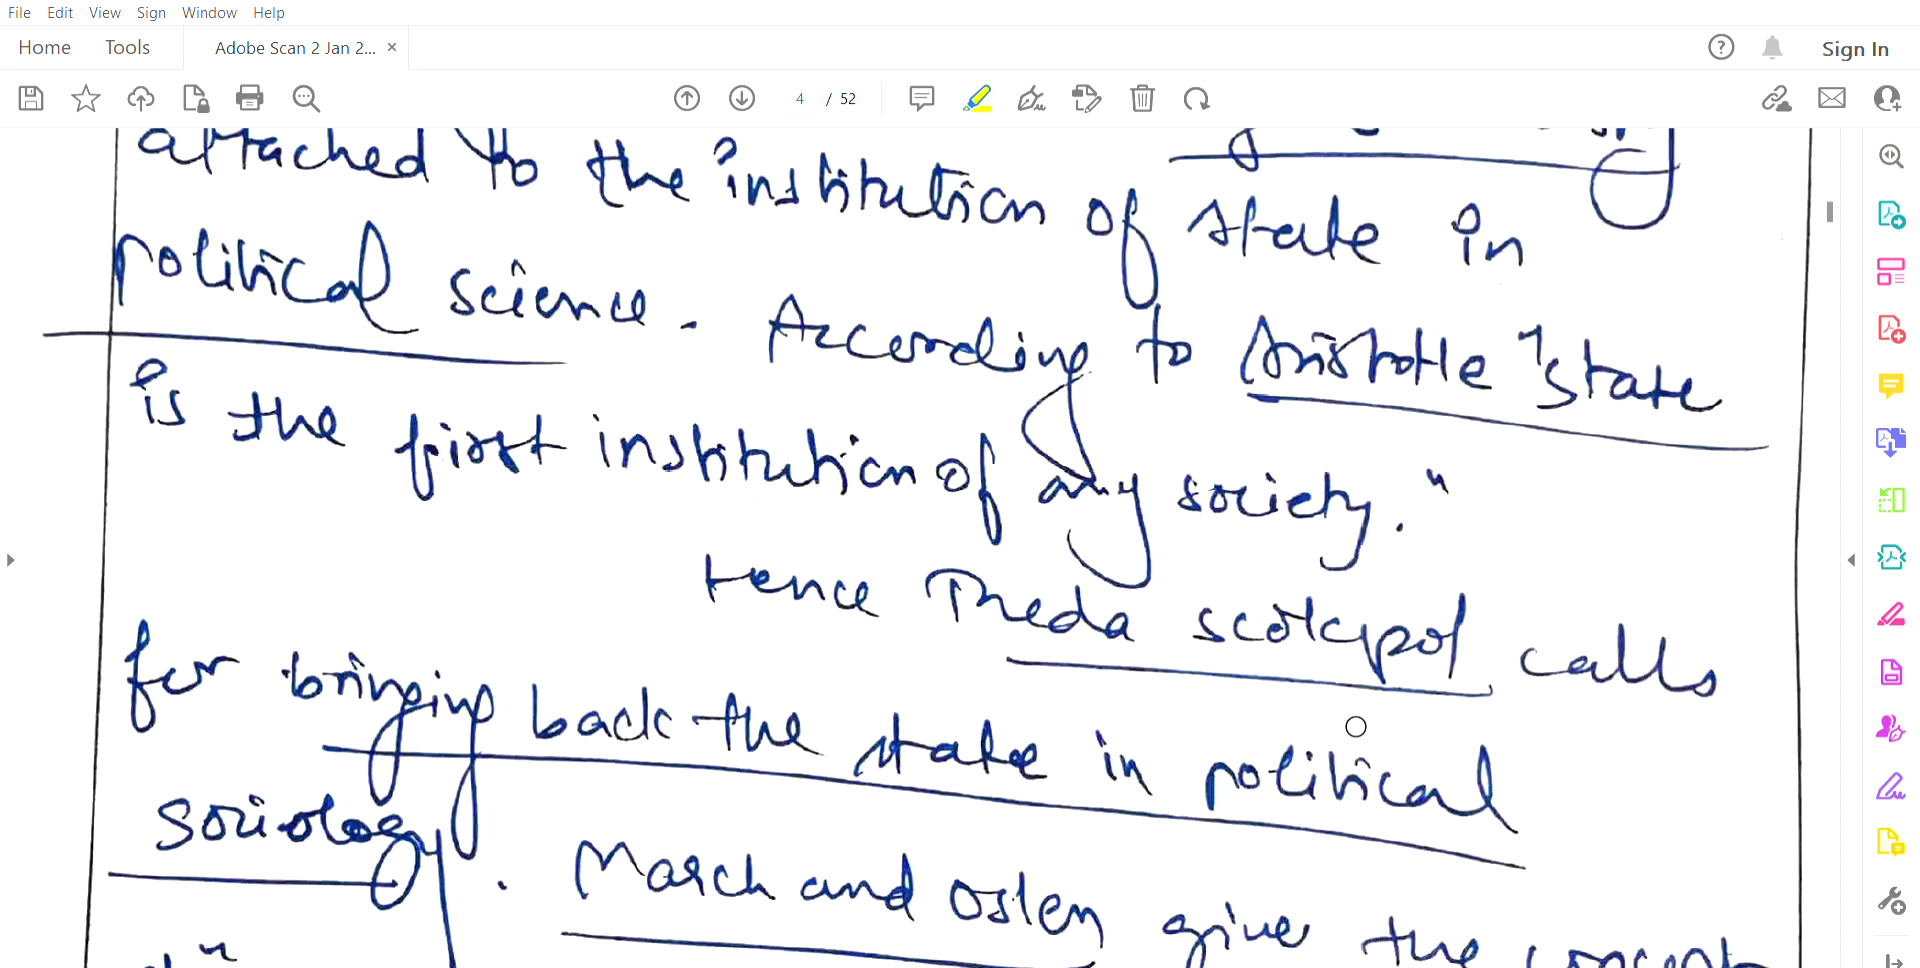 File Edit View Sign Window Help
Home Tools Adobe Scan 2 Jan 2... × Sign In
4 / 52
attached to the institution of state in
political science. According to Aristotle "state
is the first institution of any society."
Hence Theda scolcpol calls
for bringing back the state in political
sociology. March and oslen give the concept